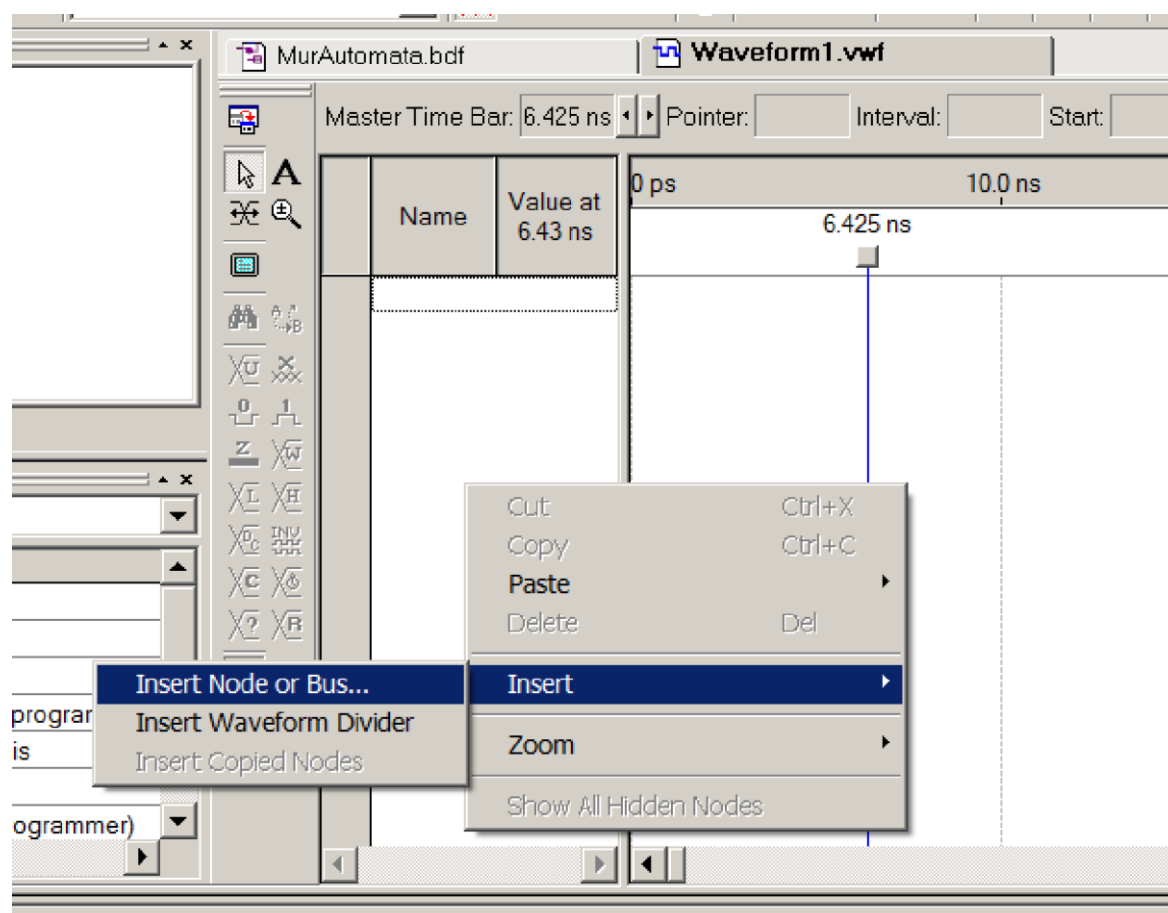 MurAutomata.bdf
Waveform1.vwf
Master Time Bar: 6.425 ns Pointer: Interval: Start:
Name
Value at
6.43 ns
0 ps
10.0 ns
6.425 ns
Cut Ctrl+X
Copy Ctrl+C
Paste
Delete Del
Insert
Zoom
Show All Hidden Nodes
Insert Node or Bus...
Insert Waveform Divider
Insert Copied Nodes
prograr
is
ogrammer)